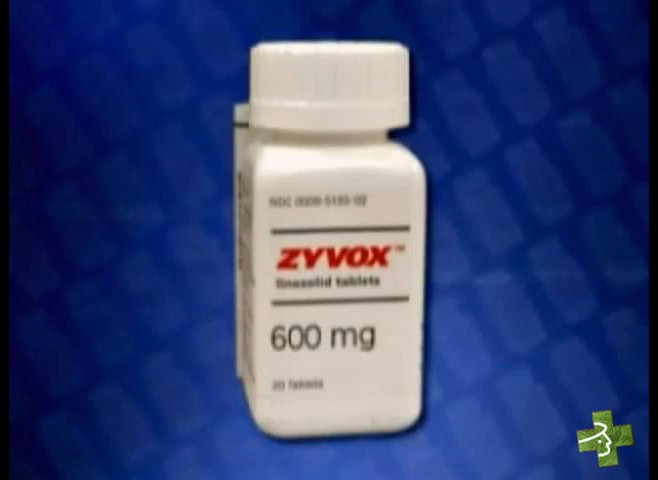 NDC 0009-5135-02
ZYVOX™
linezolid tablets
600 mg
20 Tablets